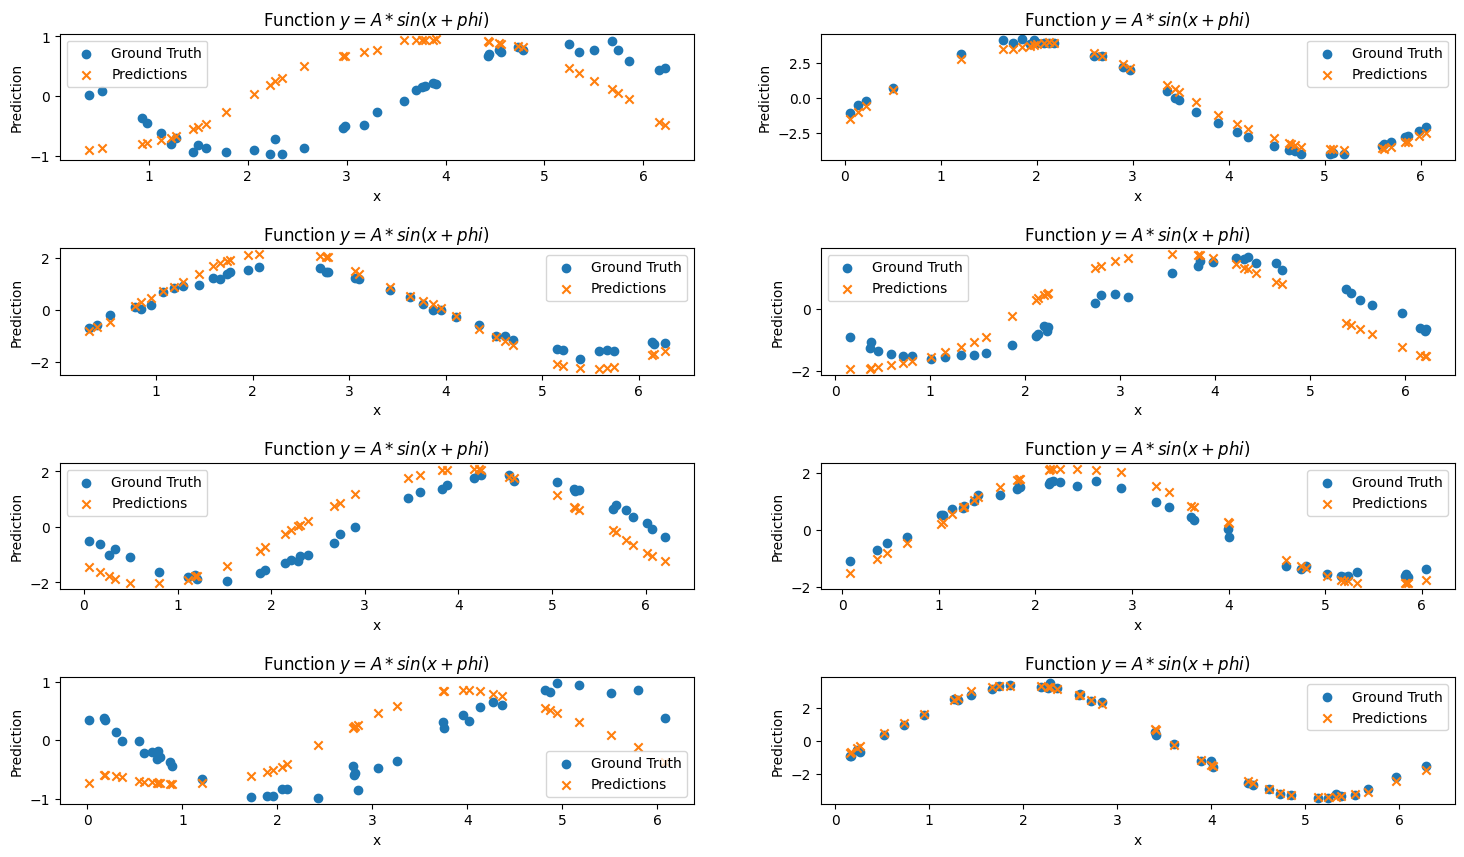 Function y = A * sin(x + phi)
Prediction
1
0
−1
Ground Truth
Predictions
1 2 3 4 5 6
x
Function y = A * sin(x + phi)
Prediction
2.5
0.0
−2.5
Ground Truth
Predictions
0 1 2 3 4 5 6
x
Function y = A * sin(x + phi)
Prediction
2
0
−2
Ground Truth
Predictions
1 2 3 4 5 6
x
Function y = A * sin(x + phi)
Prediction
0
−2
Ground Truth
Predictions
0 1 2 3 4 5 6
x
Function y = A * sin(x + phi)
Prediction
2
0
−2
Ground Truth
Predictions
0 1 2 3 4 5 6
x
Function y = A * sin(x + phi)
Prediction
2
0
−2
Ground Truth
Predictions
0 1 2 3 4 5 6
x
Function y = A * sin(x + phi)
Prediction
1
0
−1
Ground Truth
Predictions
0 1 2 3 4 5 6
x
Function y = A * sin(x + phi)
Prediction
2
0
−2
Ground Truth
Predictions
0 1 2 3 4 5 6
x